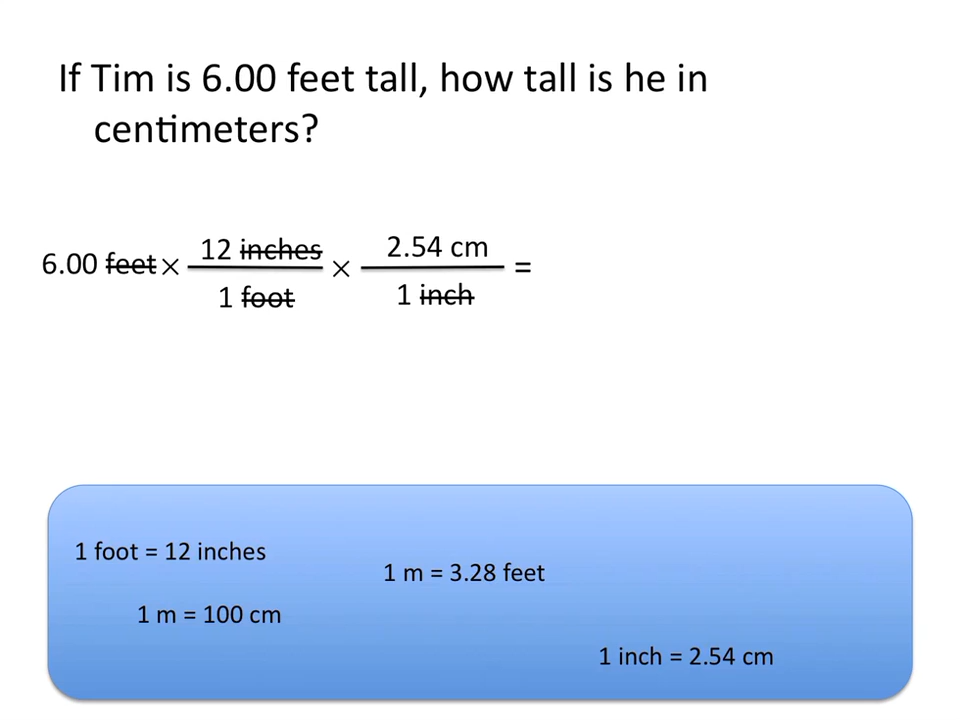 If Tim is 6.00 feet tall, how tall is he in
centimeters?
6.00 feet × 12 inches / 1 foot × 2.54 cm / 1 inch =
1 foot = 12 inches
1 m = 3.28 feet
1 m = 100 cm
1 inch = 2.54 cm